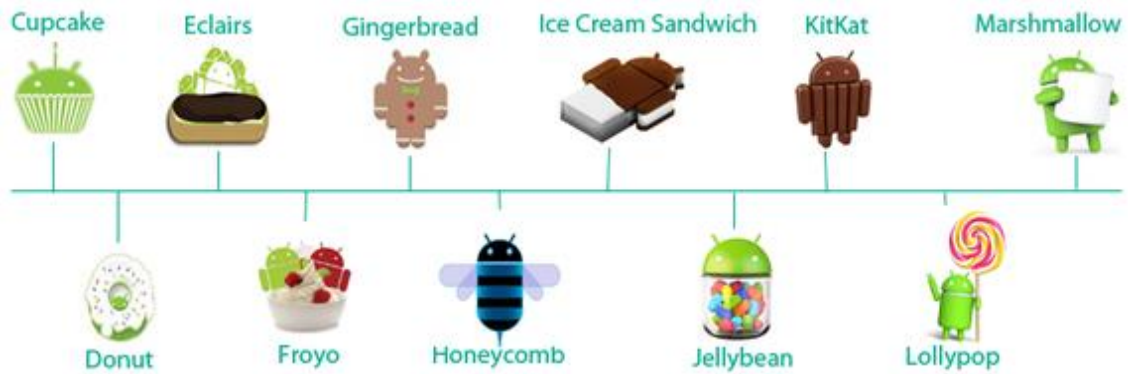 Cupcake
Eclairs
Gingerbread
Ice Cream Sandwich
KitKat
Marshmallow
Donut
Froyo
Honeycomb
Jellybean
Lollypop